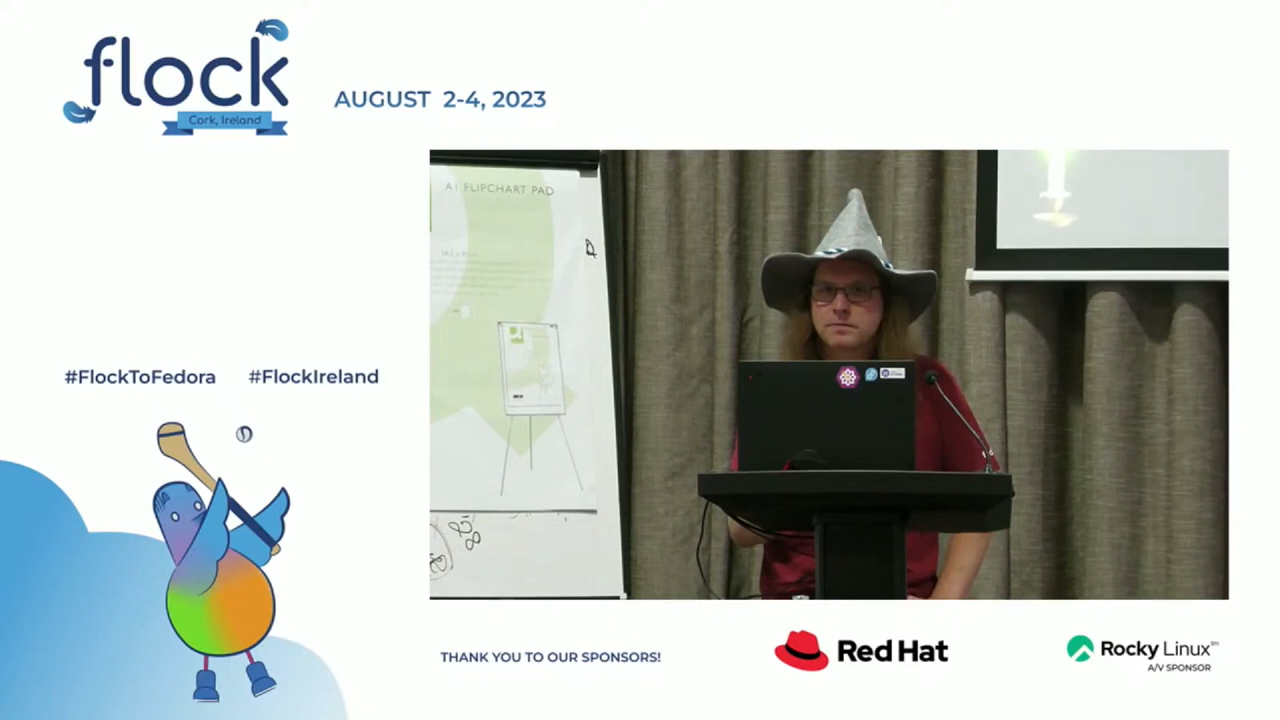 flock
Cork, Ireland
AUGUST 2-4, 2023
A1 FLIPCHART PAD
#FlockToFedora #FlockIreland
THANK YOU TO OUR SPONSORS!
Red Hat
Rocky Linux™
A/V SPONSOR